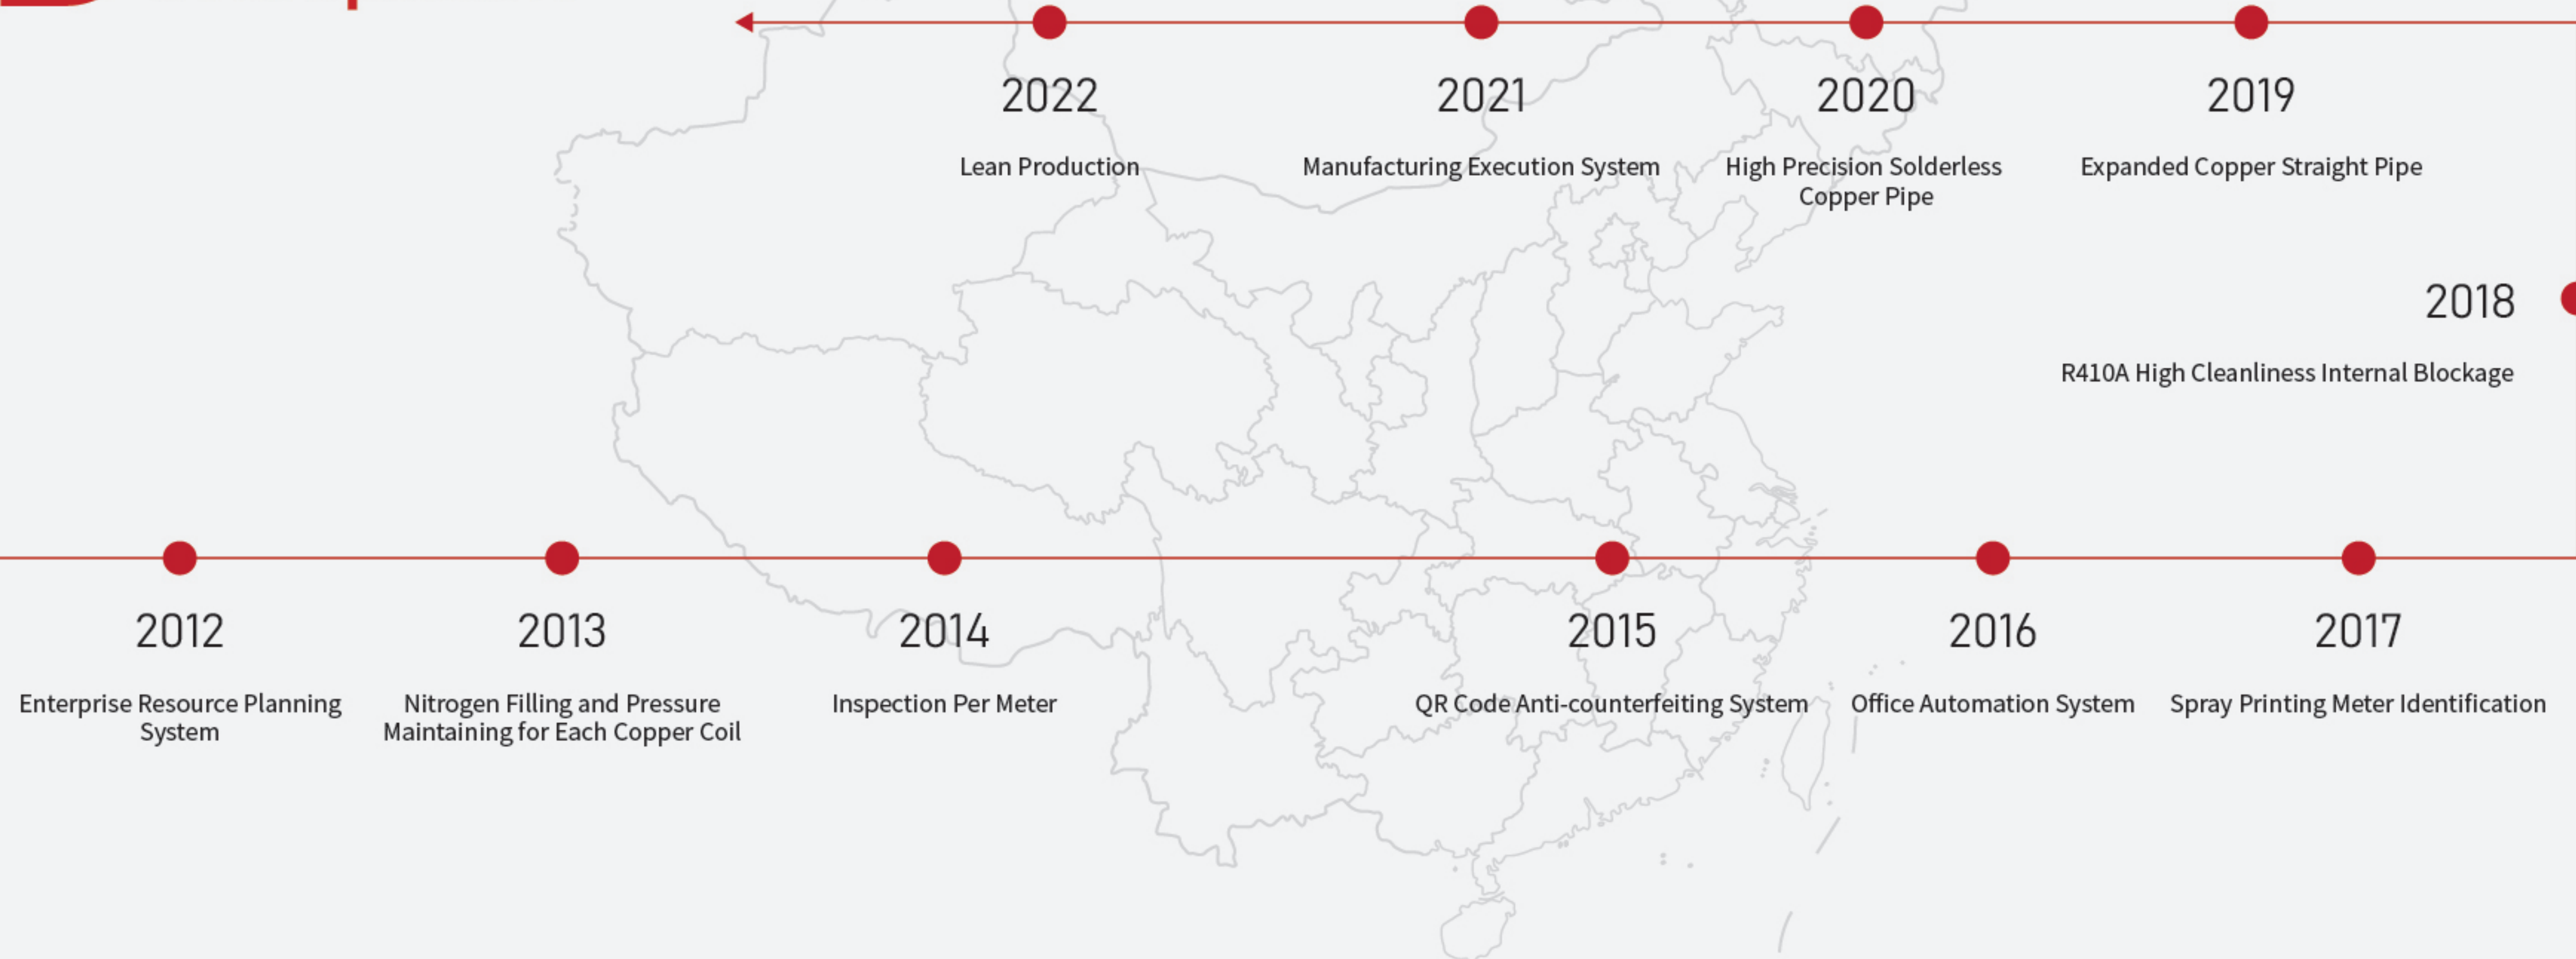 2022
2021
2020
2019
Lean Production
Manufacturing Execution System
High Precision Solderless
Copper Pipe
Expanded Copper Straight Pipe
2018
R410A High Cleanliness Internal Blockage
2012
2013
2014
2015
2016
2017
Enterprise Resource Planning
System
Nitrogen Filling and Pressure
Maintaining for Each Copper Coil
Inspection Per Meter
QR Code Anti-counterfeiting System
Office Automation System
Spray Printing Meter Identification